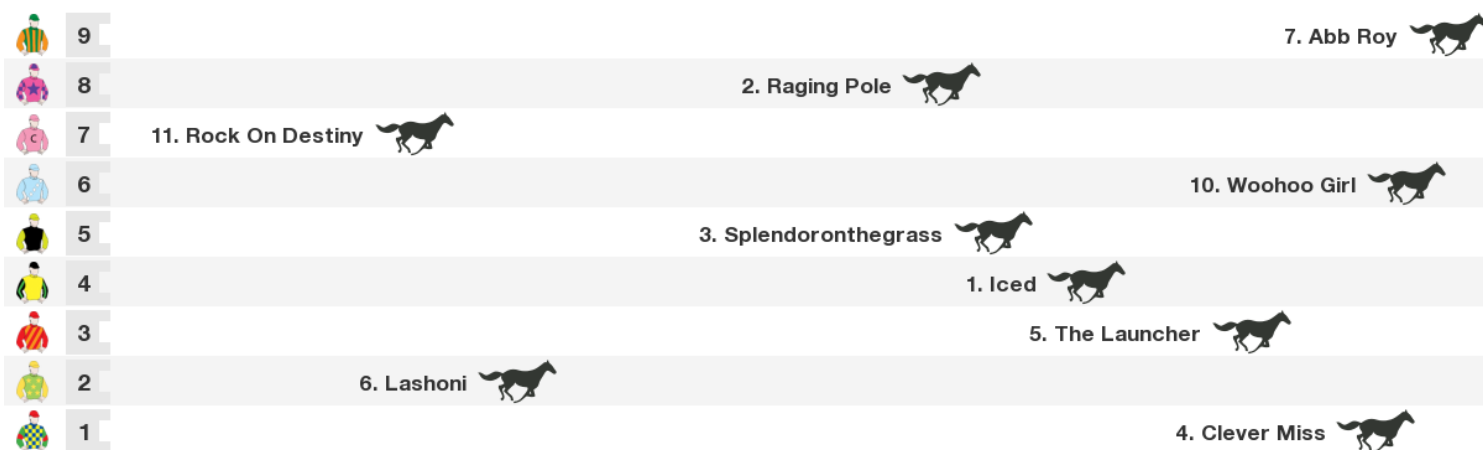 9 7. Abb Roy
8 2. Raging Pole
7 11. Rock On Destiny
C
6 10. Woohoo Girl
5 3. Splendoronthegrass
4 1. Iced
3 5. The Launcher
2 6. Lashoni
1 4. Clever Miss